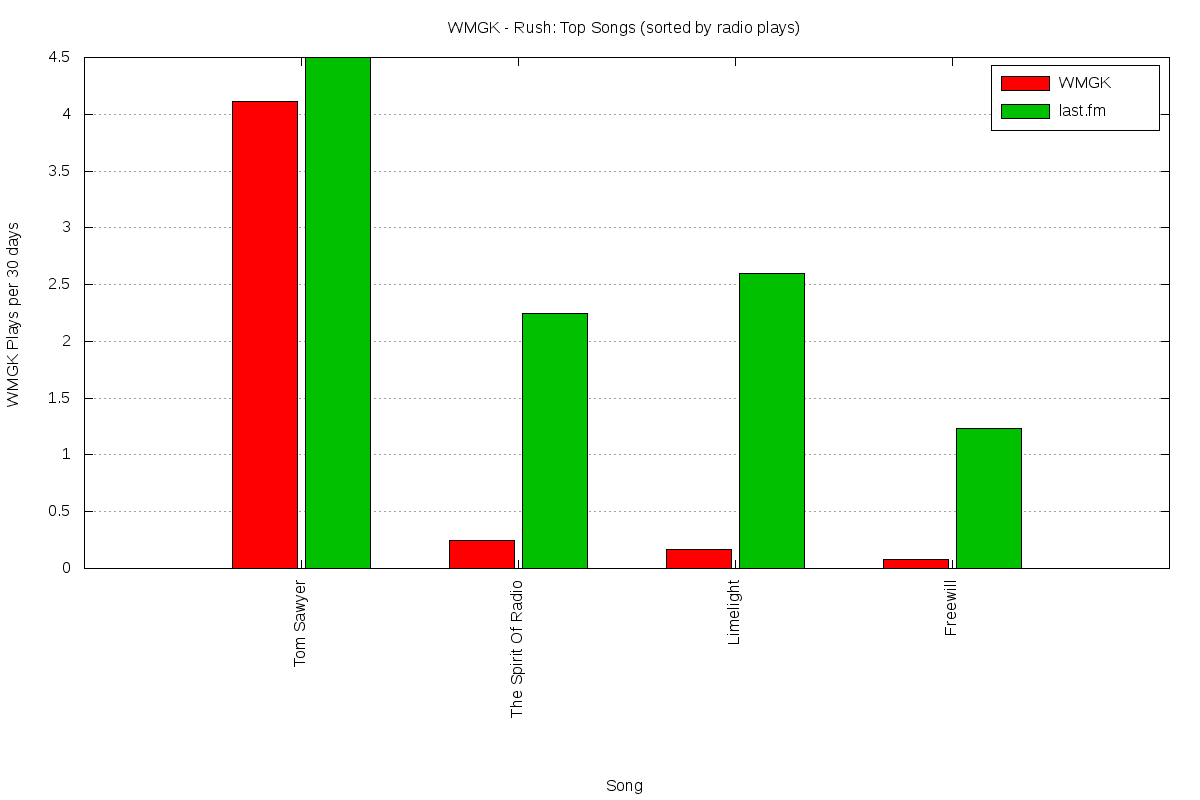 WMGK - Rush: Top Songs (sorted by radio plays)
WMGK
last.fm
WMGK Plays per 30 days
4.5
4
3.5
3
2.5
2
1.5
1
0.5
0
Tom Sawyer
The Spirit Of Radio
Limelight
Freewill
Song